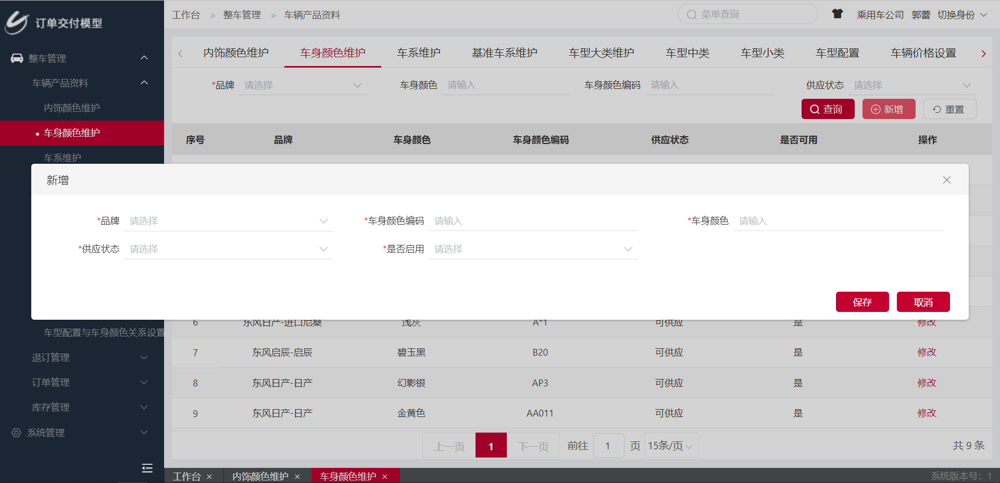 订单交付模型
工作台 > 整车管理 > 车辆产品资料
菜单查询
乘用车公司 郭蕾 切换身份
整车管理
车辆产品资料
内饰颜色维护
车身颜色维护
车系维护
车型配置与车身颜色关系设置
退订管理
订单管理
库存管理
系统管理
内饰颜色维护 车身颜色维护 车系维护 基准车系维护 车型大类维护 车型中类 车型小类 车型配置 车辆价格设置
*品牌 请选择 车身颜色 请输入 车身颜色编码 请输入 供应状态 请选择
查询 新增 重置
序号 品牌 车身颜色 车身颜色编码 供应状态 是否可用 操作
新增
*品牌 请选择 *车身颜色编码 请输入 *车身颜色 请输入
*供应状态 请选择 *是否启用 请选择
保存 取消
6 东风日产-进口尼桑 浅灰 A*1 可供应 是 修改
7 东风启辰-启辰 碧玉黑 B20 可供应 是 修改
8 东风日产-日产 幻影银 AP3 可供应 是 修改
9 东风日产-日产 金黄色 AA011 可供应 是 修改
上一页 1 下一页 前往 1 页 15条/页 共 9 条
工作台 × 内饰颜色维护 × 车身颜色维护 × 系统版本号：1